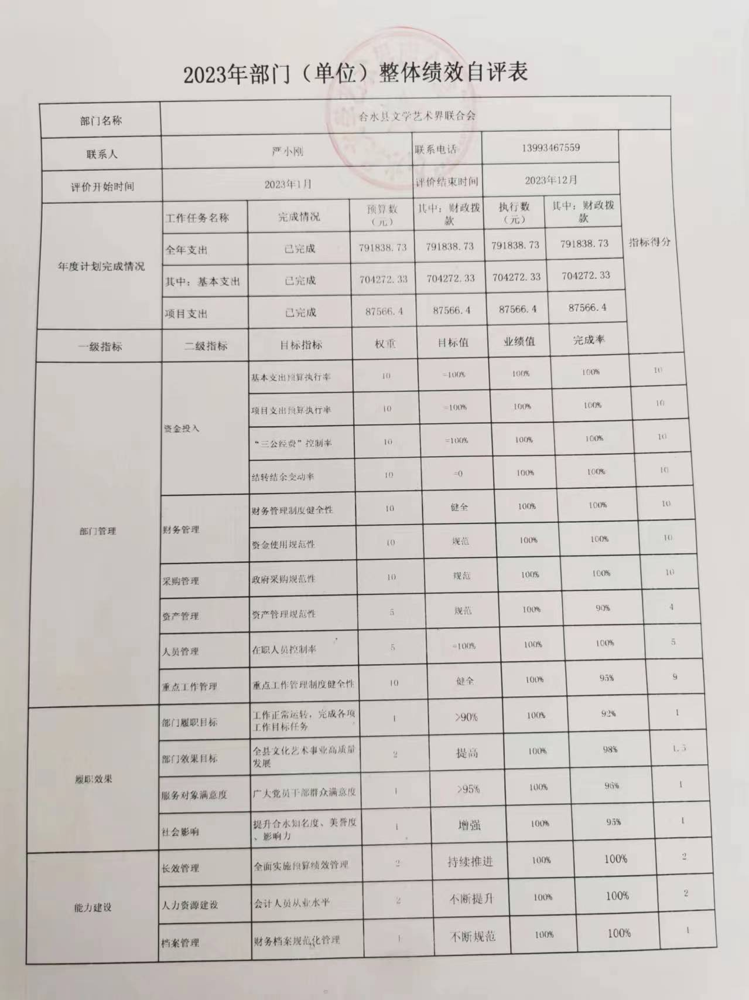 2023年部门（单位）整体绩效自评表
部门名称 合水县文学艺术界联合会
联系人 严小刚 联系电话 13993467559
评价开始时间 2023年1月 评价结束时间 2023年12月
年度计划完成情况 工作任务名称 完成情况 预算数（元） 其中：财政拨款 执行数（元） 其中：财政拨款 指标得分
全年支出 已完成 791838.73 791838.73 791838.73 791838.73
其中：基本支出 已完成 704272.33 704272.33 704272.33 704272.33
项目支出 已完成 87566.4 87566.4 87566.4 87566.4
一级指标 二级指标 目标指标 权重 目标值 业绩值 完成率
部门管理 资金投入 基本支出预算执行率 10 =100% 100% 100% 10
项目支出预算执行率 10 =100% 100% 100% 10
“三公经费”控制率 10 =100% 100% 100% 10
结转结余变动率 10 =0 100% 100% 10
财务管理 财务管理制度健全性 10 健全 100% 100% 10
资金使用规范性 10 规范 100% 100% 10
采购管理 政府采购规范性 10 规范 100% 100% 10
资产管理 资产管理规范性 5 规范 100% 90% 4
人员管理 在职人员控制率 5 =100% 100% 100% 5
重点工作管理 重点工作管理制度健全性 10 健全 100% 95% 9
履职效果 部门履职目标 工作正常运转，完成各项工作目标任务 1 >90% 100% 92% 1
部门效果目标 全县文化艺术事业高质量发展 2 提高 100% 98% 1.5
服务对象满意度 广大党员干部群众满意度 1 >95% 100% 96% 1
社会影响 提升合水知名度、美誉度、影响力 1 增强 100% 95% 1
能力建设 长效管理 全面实施预算绩效管理 2 持续推进 100% 100% 2
人力资源建设 会计人员从业水平 2 不断提升 100% 100% 2
档案管理 财务档案规范化管理 1 不断规范 100% 100% 1